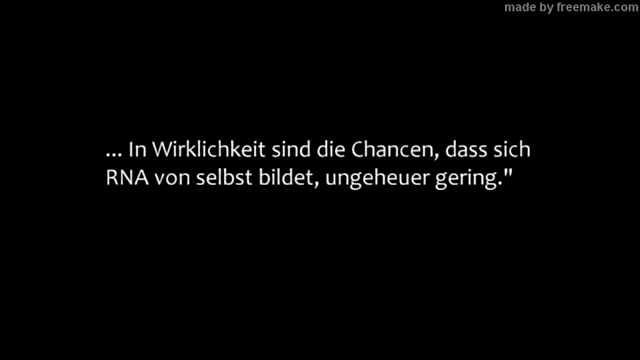 made by freemake.com
... In Wirklichkeit sind die Chancen, dass sich
RNA von selbst bildet, ungeheuer gering."